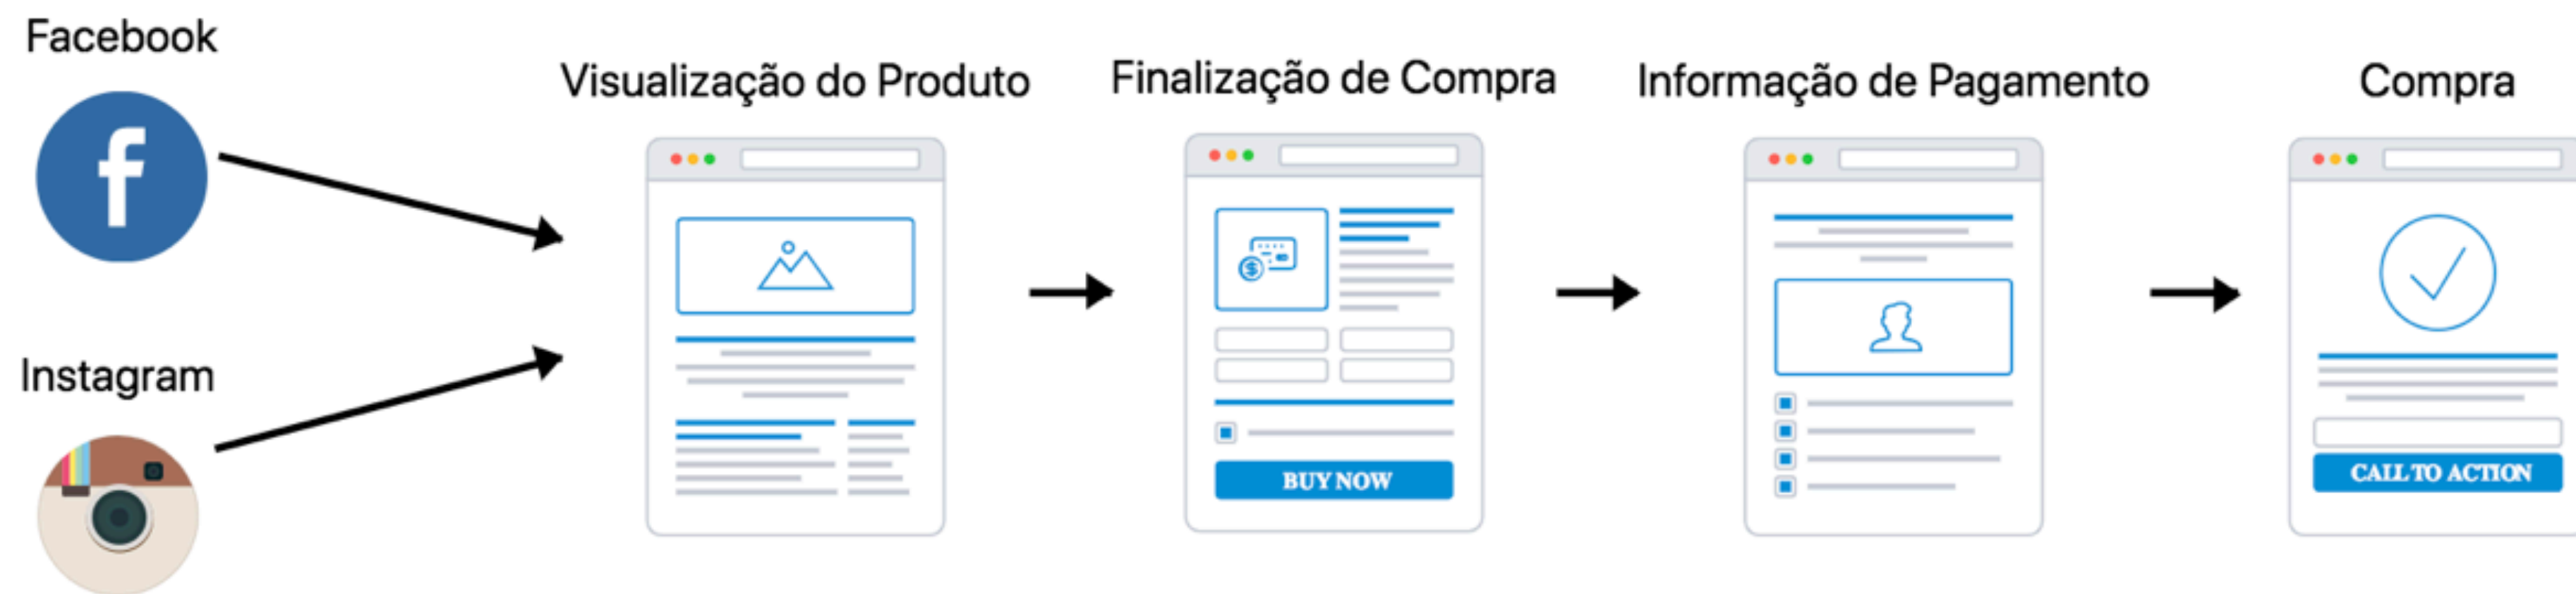 Facebook
Instagram
Visualização do Produto
Finalização de Compra
BUY NOW
Informação de Pagamento
Compra
CALL TO ACTION